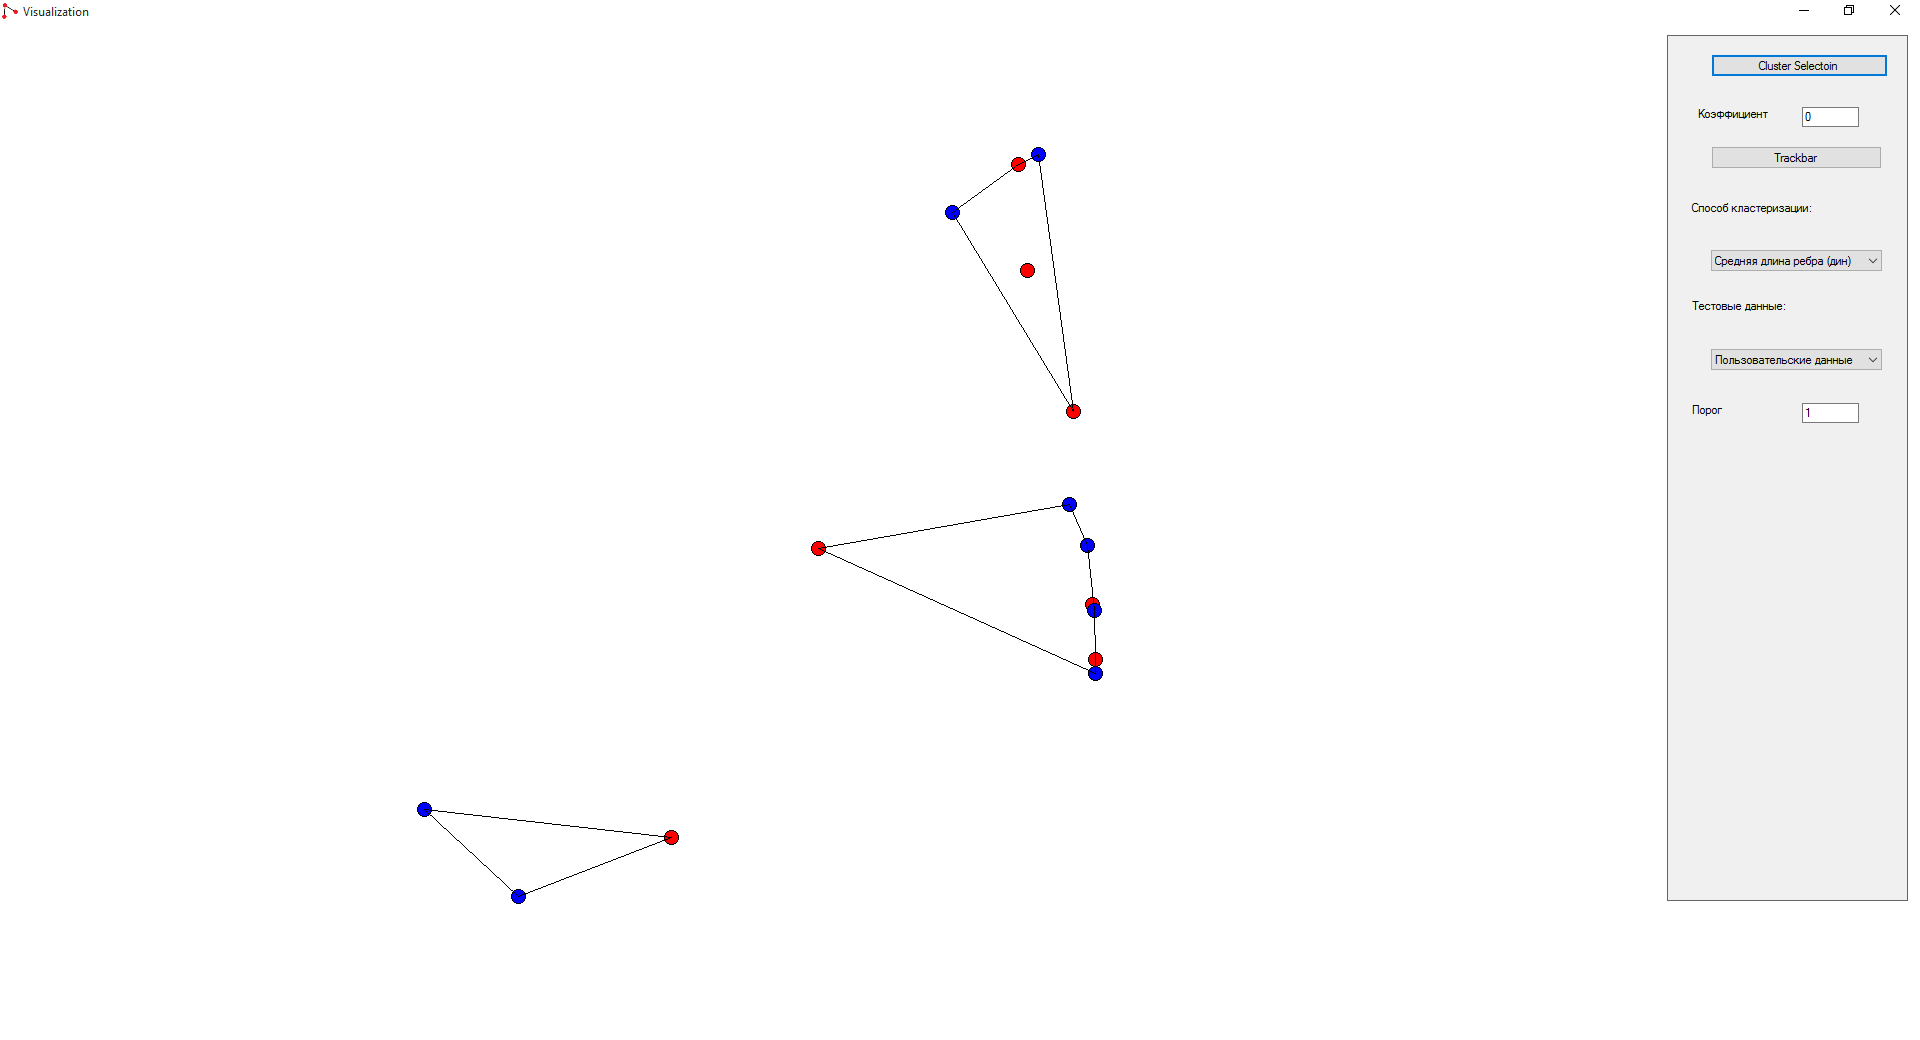 Visualization
Cluster Selectoin
Коэффициент 0
Trackbar
Способ кластеризации:
Средняя длина ребра (дин)
Тестовые данные:
Пользовательские данные
Порог 1